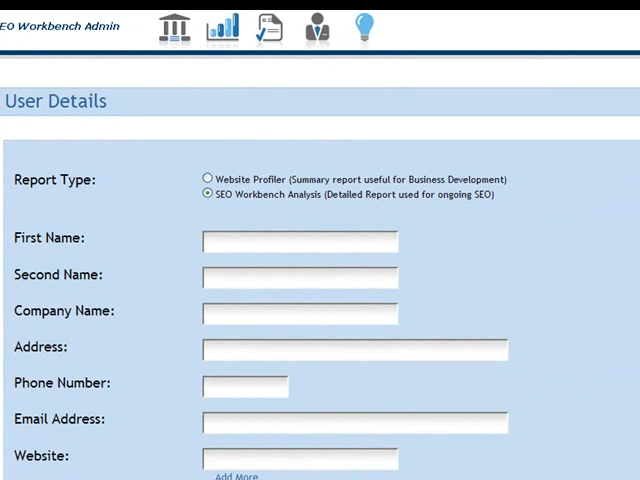 EO Workbench Admin
User Details
Report Type:
Website Profiler (Summary report useful for Business Development)
SEO Workbench Analysis (Detailed Report used for ongoing SEO)
First Name:
Second Name:
Company Name:
Address:
Phone Number:
Email Address:
Website:
Add More